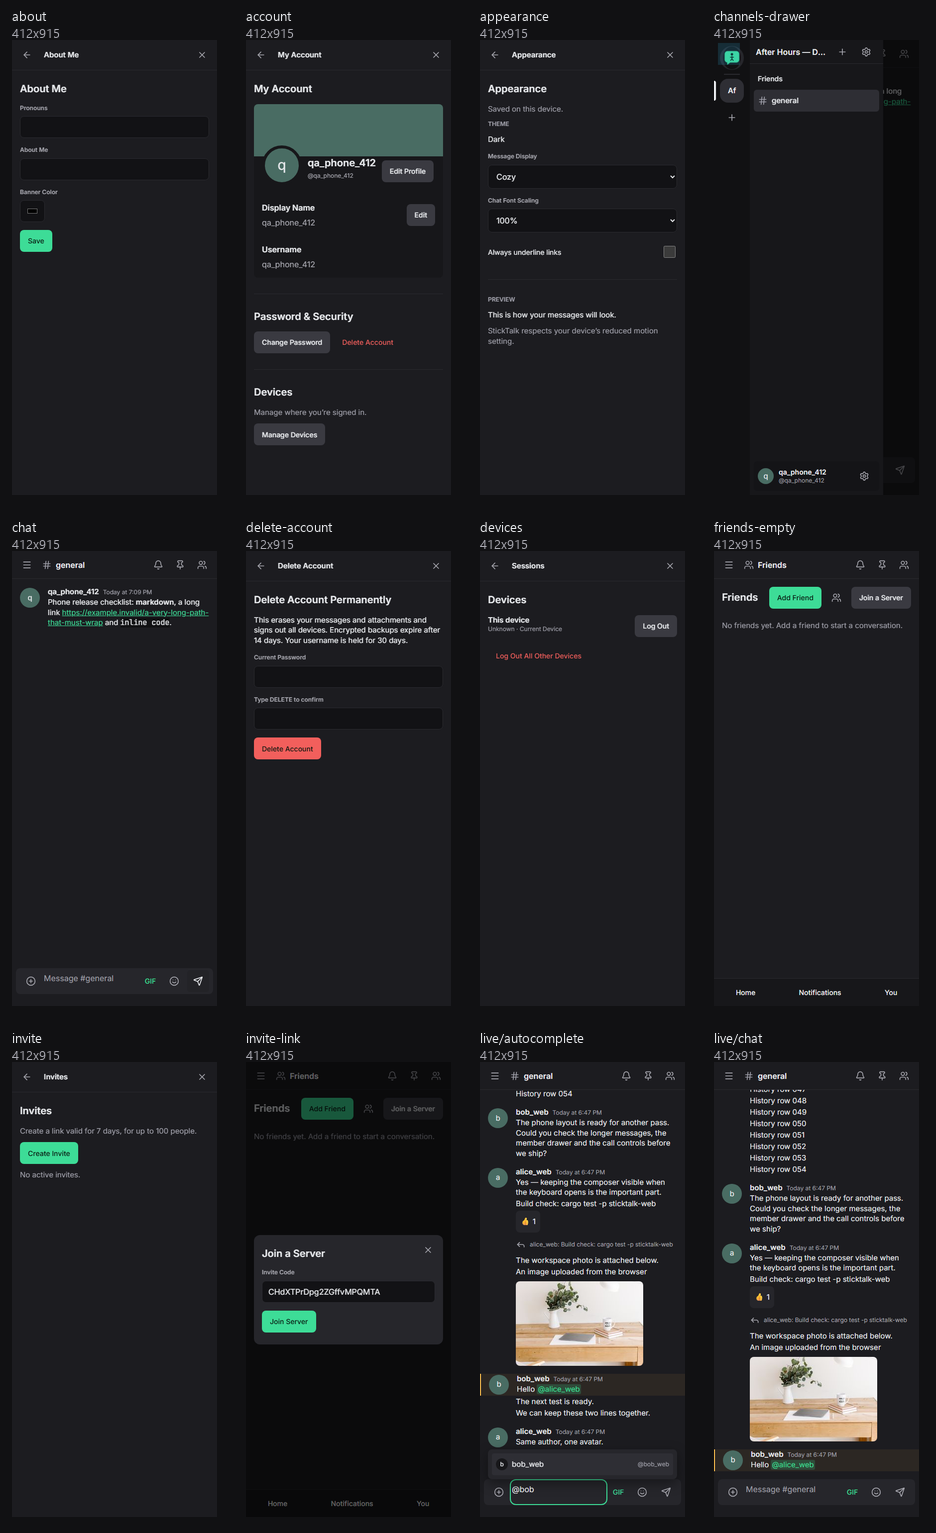 about
412x915
About Me
About Me
Pronouns
About Me
Banner Color
Save
account
412x915
My Account
My Account
q
qa_phone_412
@qa_phone_412
Edit Profile
Display Name
qa_phone_412
Edit
Username
qa_phone_412
Password & Security
Change Password
Delete Account
Devices
Manage where you're signed in.
Manage Devices
appearance
412x915
Appearance
Appearance
Saved on this device.
THEME
Dark
Message Display
Cozy
Chat Font Scaling
100%
Always underline links
PREVIEW
This is how your messages will look.
StickTalk respects your device's reduced motion
setting.
channels-drawer
412x915
After Hours — D...
Friends
Af
# general
long
g-path-
q
qa_phone_412
@qa_phone_412
chat
412x915
# general
q
qa_phone_412 Today at 7:09 PM
Phone release checklist: markdown, a long
link https://example.invalid/a-very-long-path-
that-must-wrap and inline code.
Message #general
GIF
delete-account
412x915
Delete Account
Delete Account Permanently
This erases your messages and attachments and
signs out all devices. Encrypted backups expire after
14 days. Your username is held for 30 days.
Current Password
Type DELETE to confirm
Delete Account
devices
412x915
Sessions
Devices
This device
Unknown · Current Device
Log Out
Log Out All Other Devices
friends-empty
412x915
Friends
Friends
Add Friend
Join a Server
No friends yet. Add a friend to start a conversation.
Home
Notifications
You
invite
412x915
Invites
Invites
Create a link valid for 7 days, for up to 100 people.
Create Invite
No active invites.
invite-link
412x915
Friends
Friends
Add Friend
Join a Server
No friends yet. Add a friend to start a conversation.
Join a Server
Invite Code
CHdXTPrDpg2ZGffvMPQMTA
Join Server
Home
Notifications
You
live/autocomplete
412x915
# general
History row 054
b
bob_web Today at 6:47 PM
The phone layout is ready for another pass.
Could you check the longer messages, the
member drawer and the call controls before
we ship?
a
alice_web Today at 6:47 PM
Yes — keeping the composer visible when
the keyboard opens is the important part.
Build check: cargo test -p sticktalk-web
👍 1
alice_web: Build check: cargo test -p sticktalk-web
The workspace photo is attached below.
An image uploaded from the browser
b
bob_web Today at 6:47 PM
Hello @alice_web
The next test is ready.
We can keep these two lines together.
a
alice_web Today at 6:47 PM
Same author, one avatar.
b
bob_web
@bob_web
@bob
GIF
live/chat
412x915
# general
History row 047
History row 048
History row 049
History row 050
History row 051
History row 052
History row 053
History row 054
b
bob_web Today at 6:47 PM
The phone layout is ready for another pass.
Could you check the longer messages, the
member drawer and the call controls before
we ship?
a
alice_web Today at 6:47 PM
Yes — keeping the composer visible when
the keyboard opens is the important part.
Build check: cargo test -p sticktalk-web
👍 1
alice_web: Build check: cargo test -p sticktalk-web
The workspace photo is attached below.
An image uploaded from the browser
b
bob_web Today at 6:47 PM
Hello @alice_web
Message #general
GIF